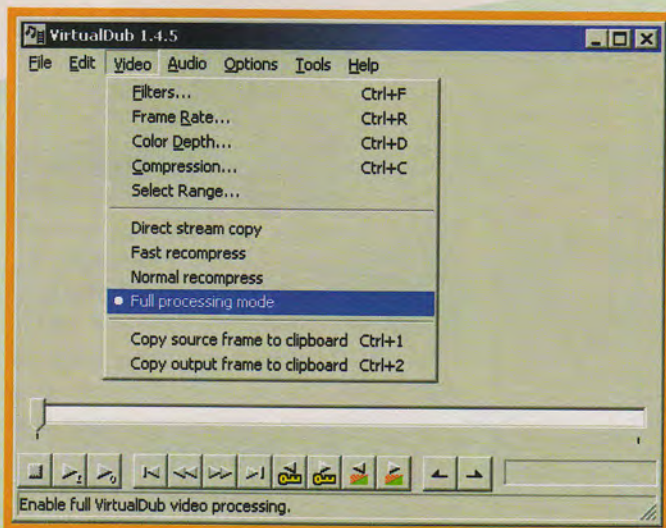 VirtualDub 1.4.5
File Edit Video Audio Options Tools Help
Filters... Ctrl+F
Frame Rate... Ctrl+R
Color Depth... Ctrl+D
Compression... Ctrl+C
Select Range...
Direct stream copy
Fast recompress
Normal recompress
Full processing mode
Copy source frame to clipboard Ctrl+1
Copy output frame to clipboard Ctrl+2
Enable full VirtualDub video processing.